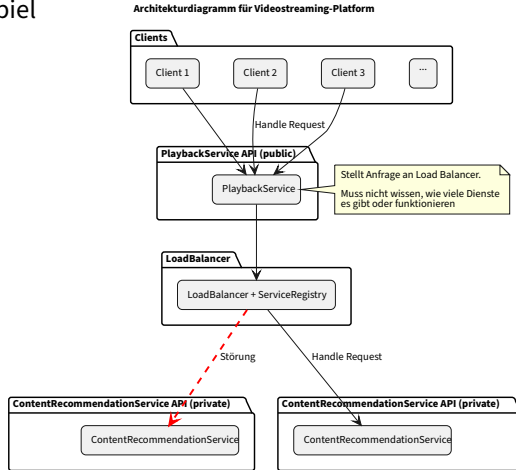 piel
Architekturdiagramm für Videostreaming-Platform
Clients
Client 1
Client 2
Client 3
...
Handle Request
PlaybackService API (public)
PlaybackService
Stellt Anfrage an Load Balancer.
Muss nicht wissen, wie viele Dienste
es gibt oder funktionieren
LoadBalancer
LoadBalancer + ServiceRegistry
Störung
Handle Request
ContentRecommendationService API (private)
ContentRecommendationService API (private)
ContentRecommendationService
ContentRecommendationService